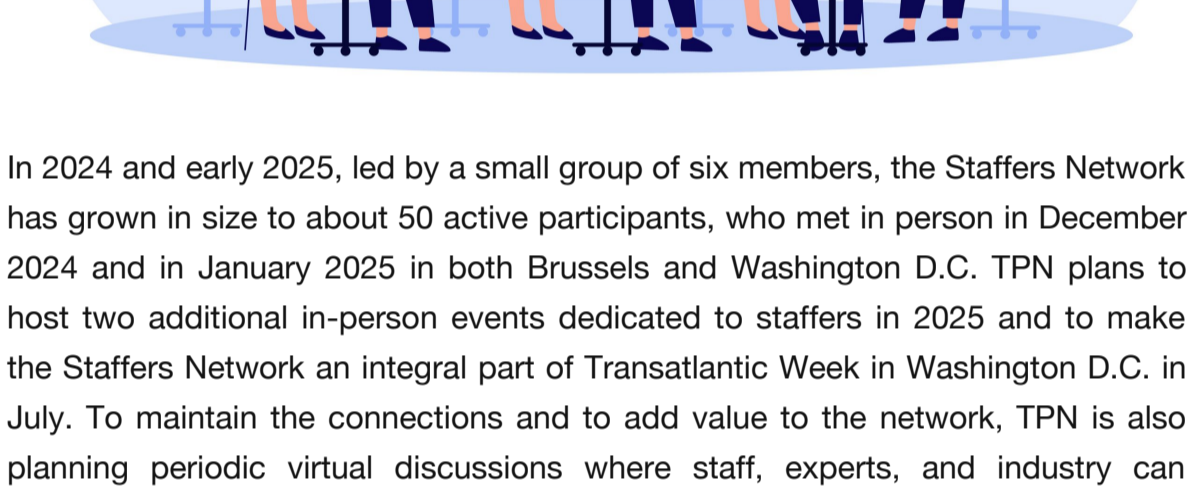 In 2024 and early 2025, led by a small group of six members, the Staffers Network
has grown in size to about 50 active participants, who met in person in December
2024 and in January 2025 in both Brussels and Washington D.C. TPN plans to
host two additional in-person events dedicated to staffers in 2025 and to make
the Staffers Network an integral part of Transatlantic Week in Washington D.C. in
July. To maintain the connections and to add value to the network, TPN is also
planning periodic virtual discussions where staff, experts, and industry can